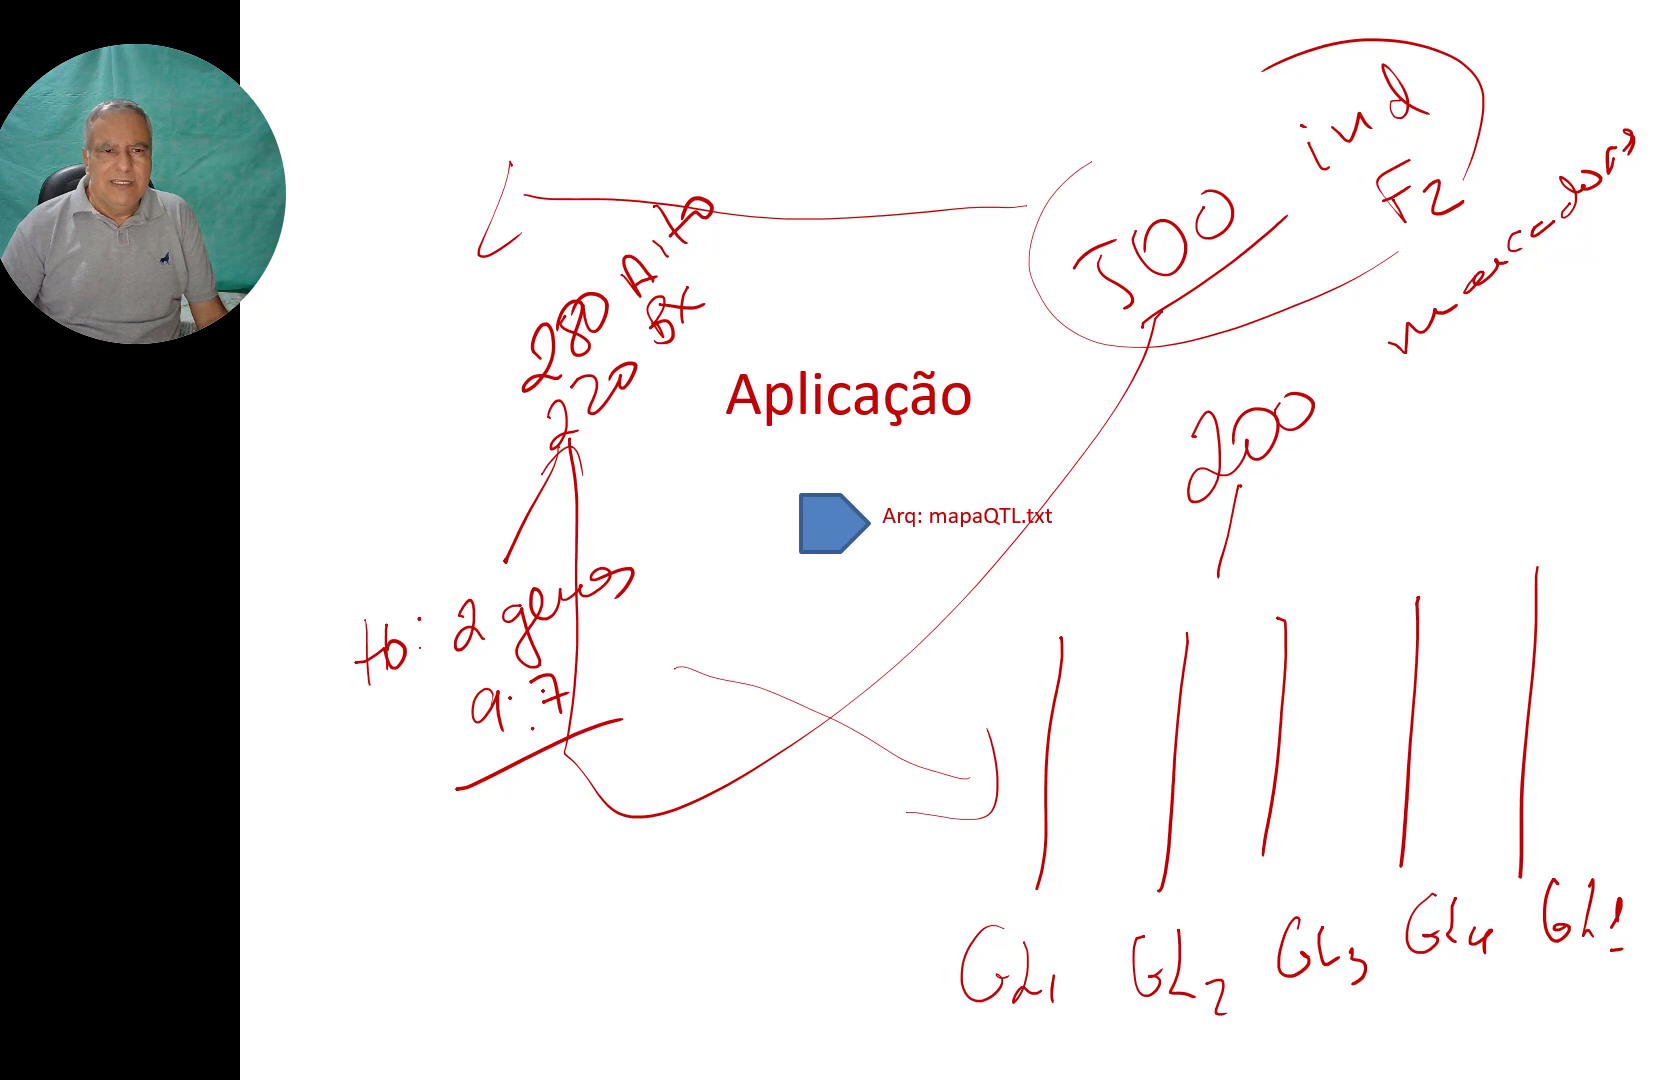 500 ind
F2
marcadores
280 Alto
220 BX
2
Aplicação
200
Arq: mapaQTL.txt
Ho: 2 genes
9:7
GL1 GL2 GL3 GL4